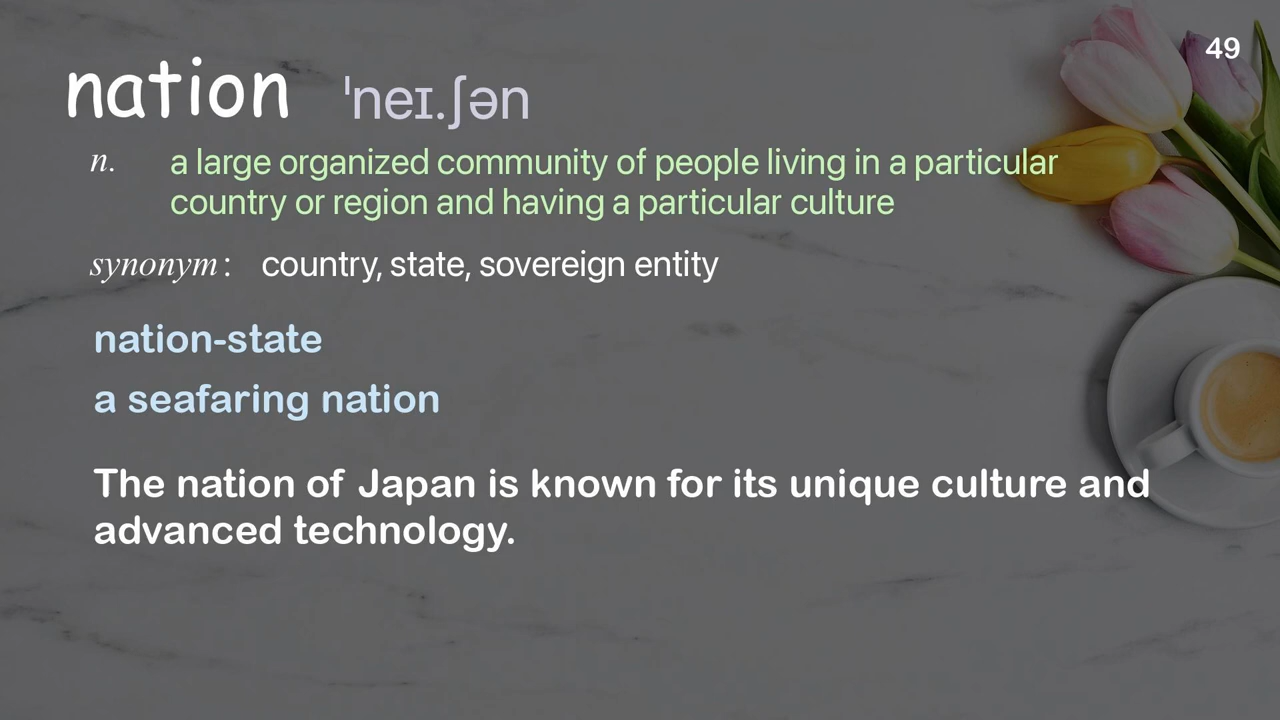 49
nation ˈneɪ.ʃən
n. a large organized community of people living in a particular
country or region and having a particular culture
synonym: country, state, sovereign entity
nation-state
a seafaring nation
The nation of Japan is known for its unique culture and
advanced technology.